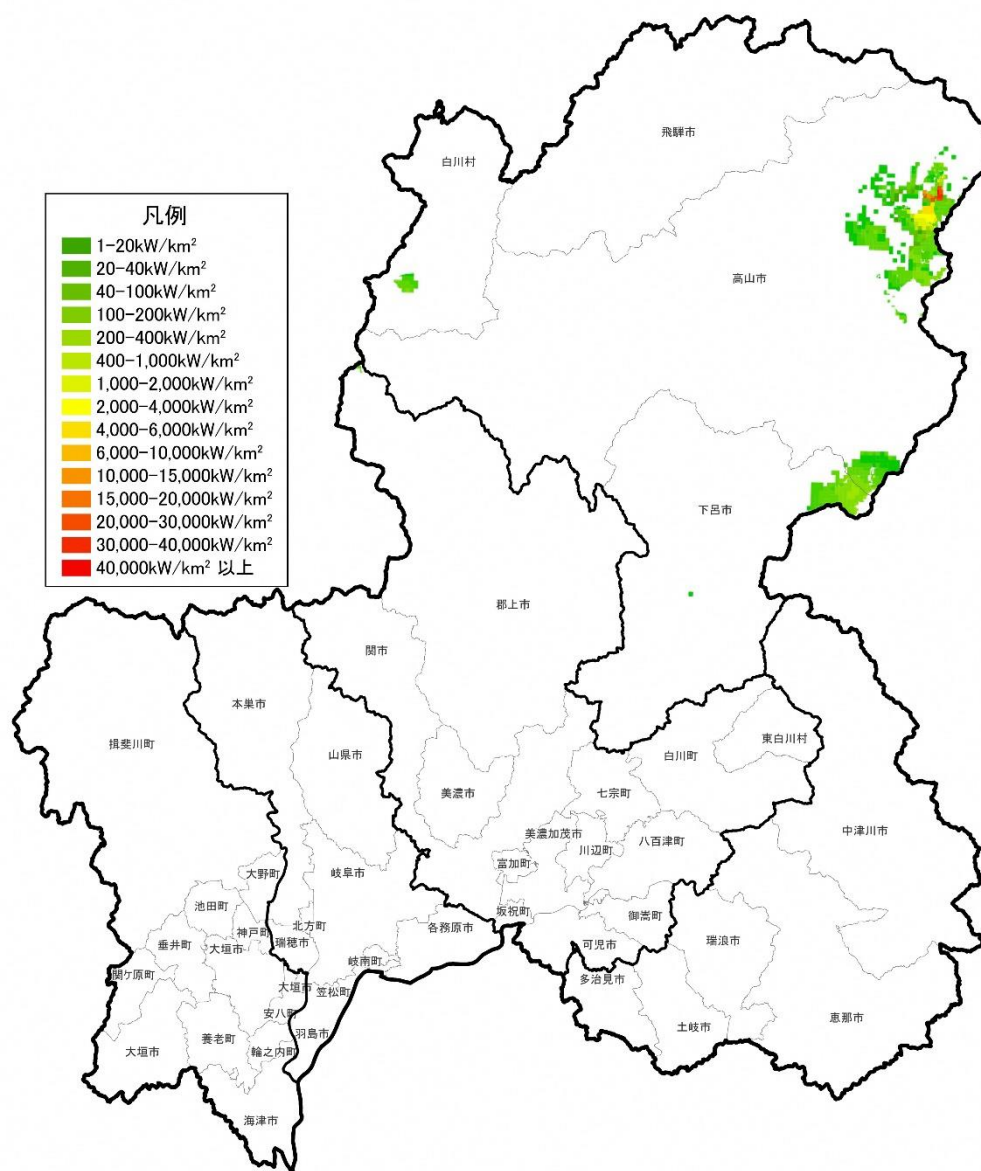 飛騨市
白川村
凡例
1-20kW/km²
20-40kW/km²
40-100kW/km²
100-200kW/km²
200-400kW/km²
400-1,000kW/km²
1,000-2,000kW/km²
2,000-4,000kW/km²
4,000-6,000kW/km²
6,000-10,000kW/km²
10,000-15,000kW/km²
15,000-20,000kW/km²
20,000-30,000kW/km²
30,000-40,000kW/km²
40,000kW/km² 以上
高山市
下呂市
郡上市
関市
本巣市
揖斐川町
山県市
東白川村
白川町
美濃市
七宗町
中津川市
美濃加茂市
川辺町
八百津町
富加町
大野町
岐阜市
池田町
坂祝町
御嵩町
北方町
各務原市
神戸町
瑞穂市
垂井町
大垣市
可児市
瑞浪市
岐南町
関ケ原町
多治見市
大垣市
笠松町
安八町
恵那市
羽島市
土岐市
養老町
大垣市
輪之内町
海津市